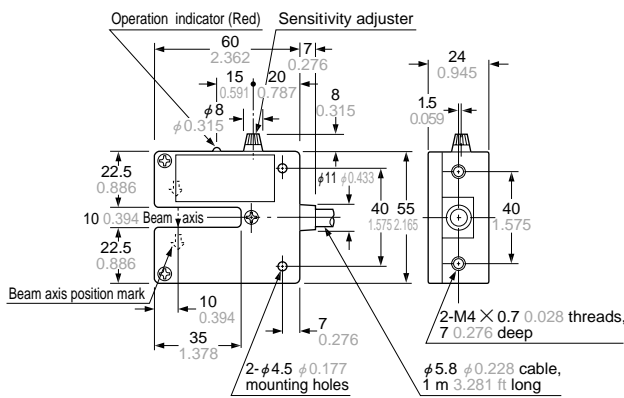 Operation indicator (Red)
Sensitivity adjuster
60
2.362
7
0.276
24
0.945
15
0.591
20
0.787
8
0.315
1.5
0.059
φ8
φ0.315
22.5
0.886
φ11 φ0.433
10 0.394 Beam axis
40
1.575
55
2.165
40
1.575
22.5
0.886
Beam axis position mark
10
0.394
35
1.378
7
0.276
2-M4 × 0.7 0.028 threads,
7 0.276 deep
2-φ4.5 φ0.177
mounting holes
φ5.8 φ0.228 cable,
1 m 3.281 ft long